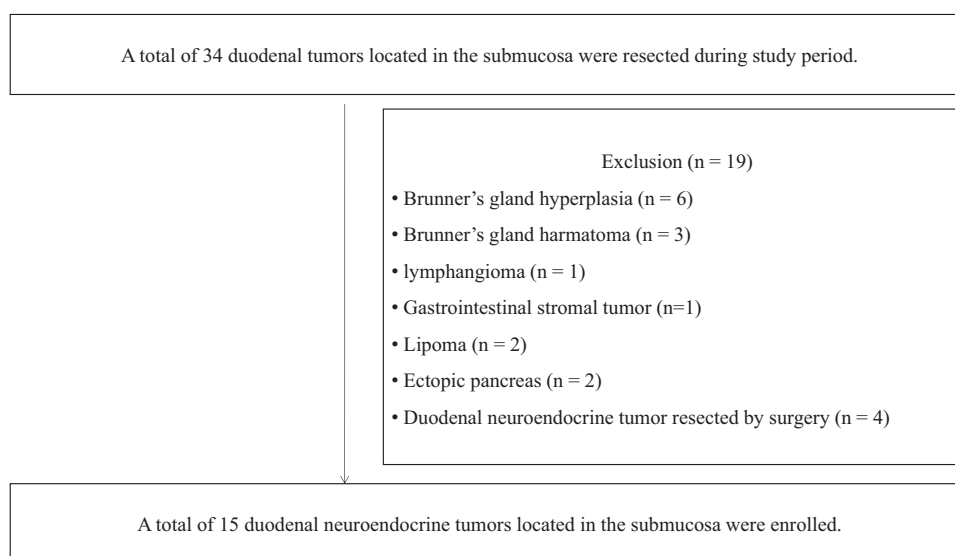 A total of 34 duodenal tumors located in the submucosa were resected during study period.
Exclusion (n = 19)
• Brunner’s gland hyperplasia (n = 6)
• Brunner’s gland harmatoma (n = 3)
• lymphangioma (n = 1)
• Gastrointestinal stromal tumor (n=1)
• Lipoma (n = 2)
• Ectopic pancreas (n = 2)
• Duodenal neuroendocrine tumor resected by surgery (n = 4)
A total of 15 duodenal neuroendocrine tumors located in the submucosa were enrolled.